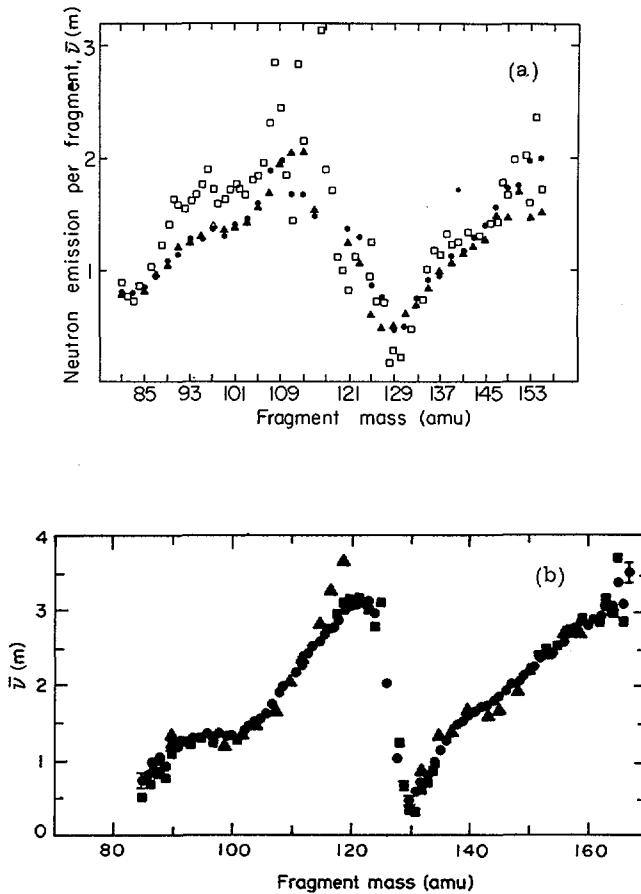 3
2
1
Neutron emission per fragment, ν̄ (m)
(a)
85 93 101 109 121 129 137 145 153
Fragment mass (amu)
4
3
2
1
0
ν̄ (m)
(b)
80 100 120 140 160
Fragment mass (amu)